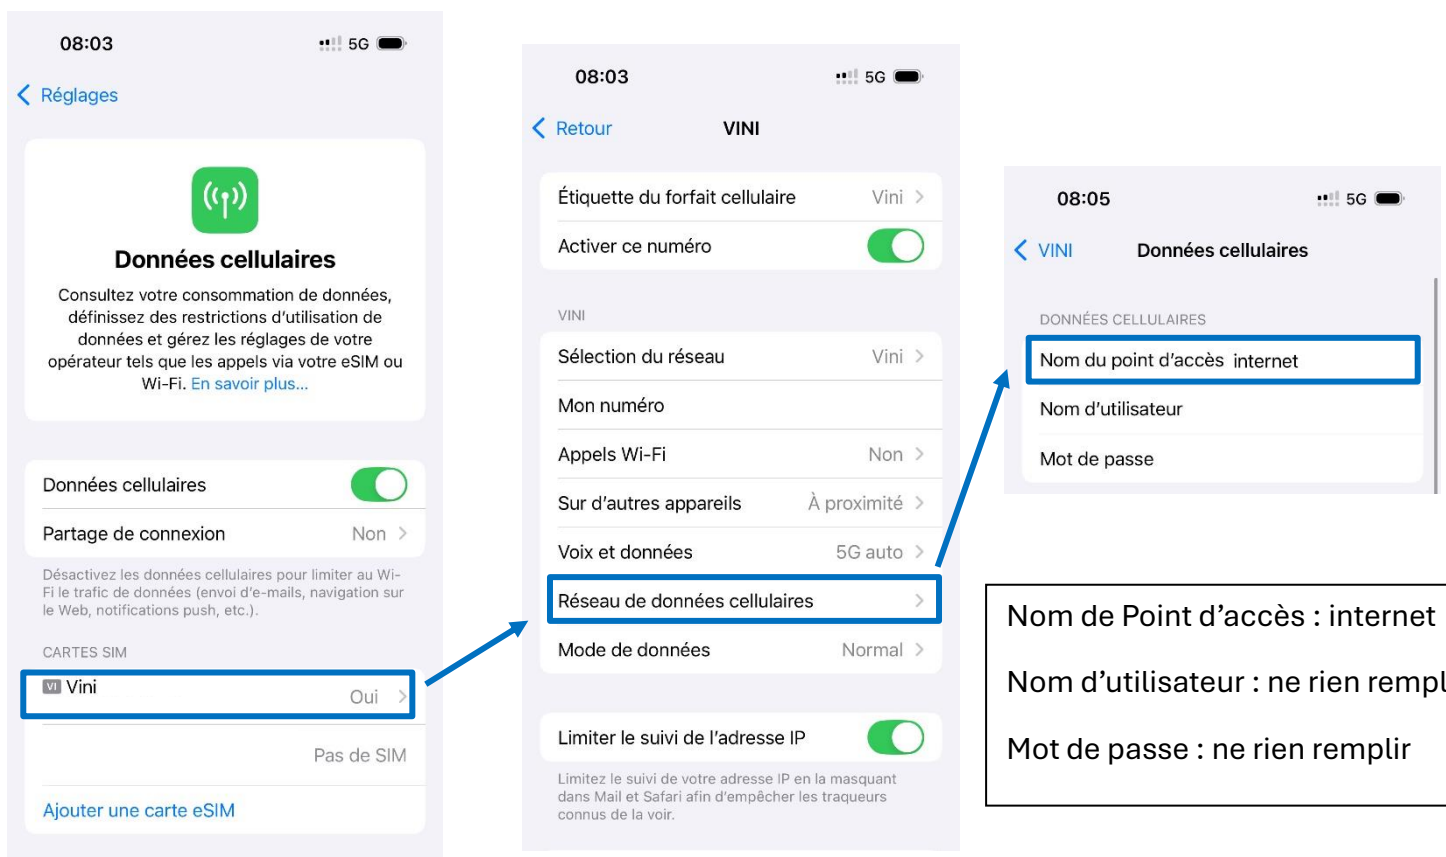 08:03
5G
Réglages
Données cellulaires
Consultez votre consommation de données,
définissez des restrictions d'utilisation de
données et gérez les réglages de votre
opérateur tels que les appels via votre eSIM ou
Wi-Fi. En savoir plus...
Données cellulaires
Partage de connexion Non
Désactivez les données cellulaires pour limiter au Wi-
Fi le trafic de données (envoi d'e-mails, navigation sur
le Web, notifications push, etc.).
CARTES SIM
VI Vini
Oui
Pas de SIM
Ajouter une carte eSIM
08:03
5G
Retour VINI
Étiquette du forfait cellulaire Vini
Activer ce numéro
VINI
Sélection du réseau Vini
Mon numéro
Appels Wi-Fi Non
Sur d'autres appareils À proximité
Voix et données 5G auto
Réseau de données cellulaires
Mode de données Normal
Limiter le suivi de l'adresse IP
Limitez le suivi de votre adresse IP en la masquant
dans Mail et Safari afin d'empêcher les traqueurs
connus de la voir.
08:05
5G
VINI Données cellulaires
DONNÉES CELLULAIRES
Nom du point d'accès internet
Nom d'utilisateur
Mot de passe
Nom de Point d'accès : internet
Nom d'utilisateur : ne rien rempl
Mot de passe : ne rien remplir